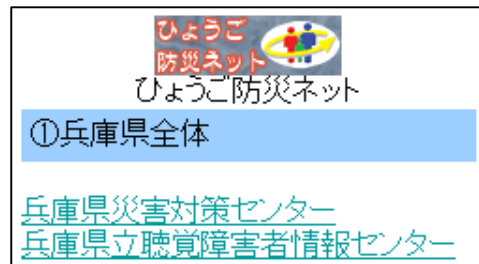 ひょうご
防災ネット
ひょうご防災ネット
①兵庫県全体
兵庫県災害対策センター
兵庫県立聴覚障害者情報センター